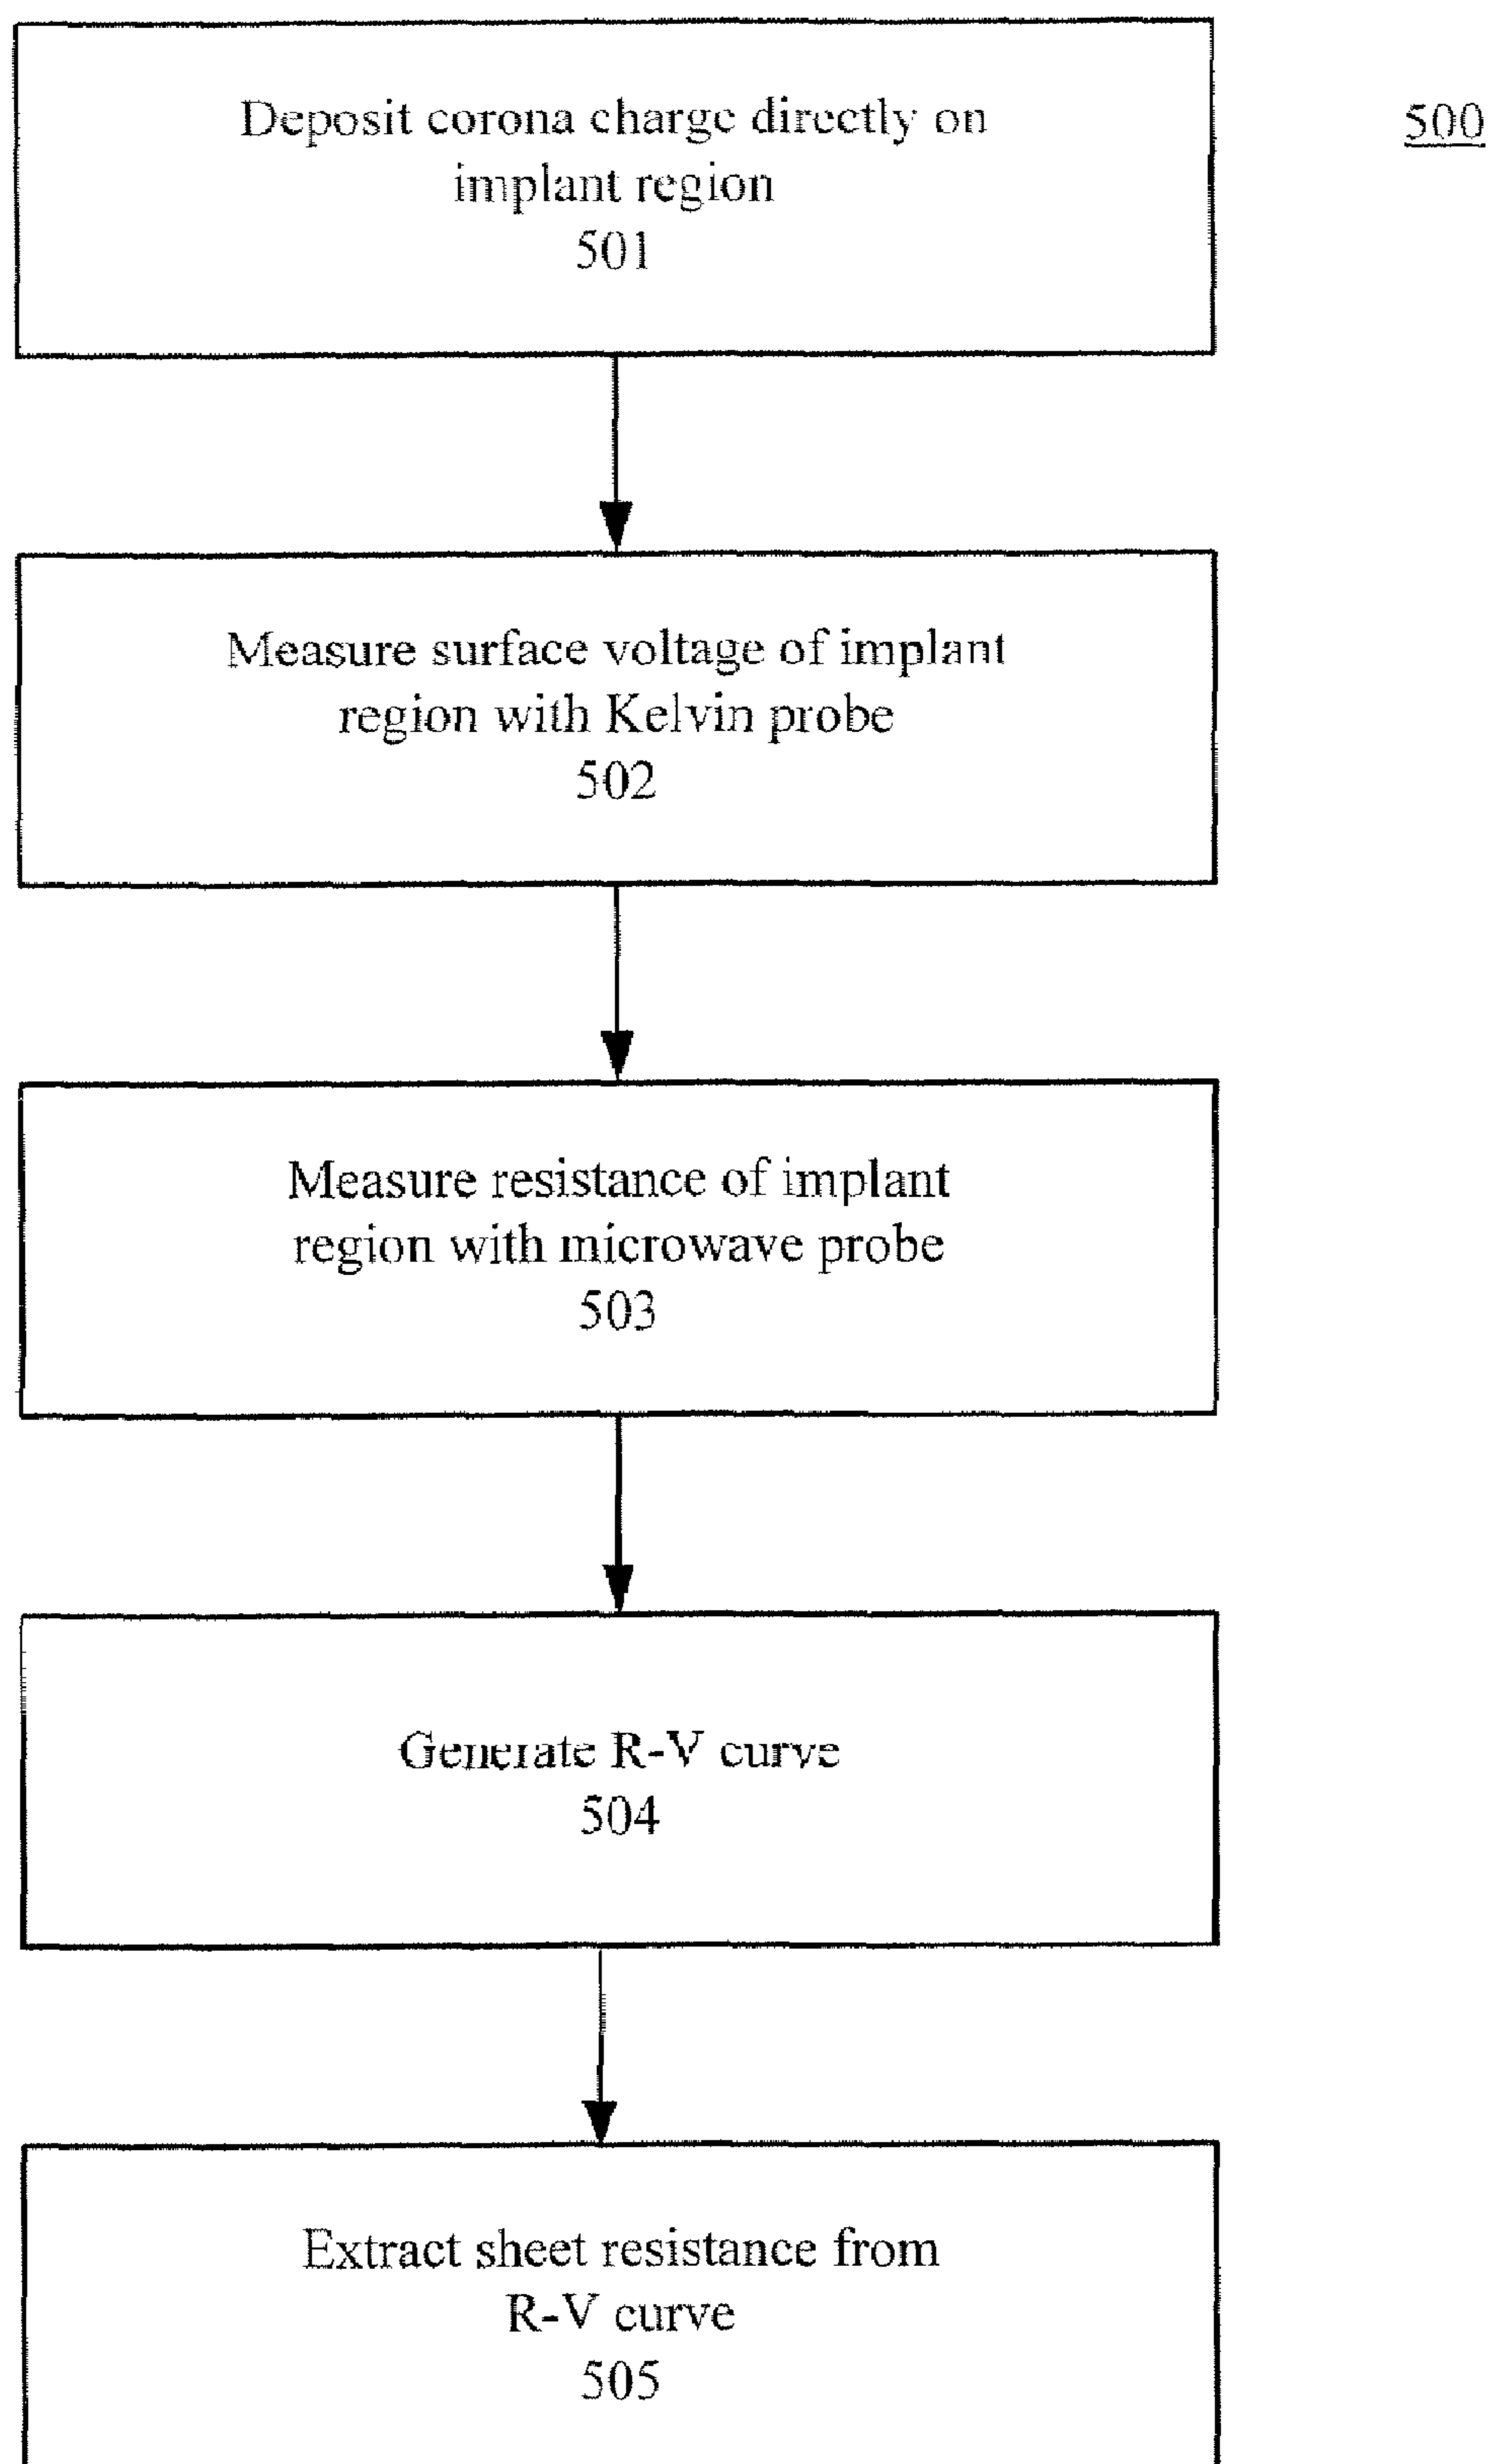 Deposit corona charge directly on
implant region
501
500
Measure surface voltage of implant
region with Kelvin probe
502
Measure resistance of implant
region with microwave probe
503
Generate R-V curve
504
Extract sheet resistance from
R-V curve
505